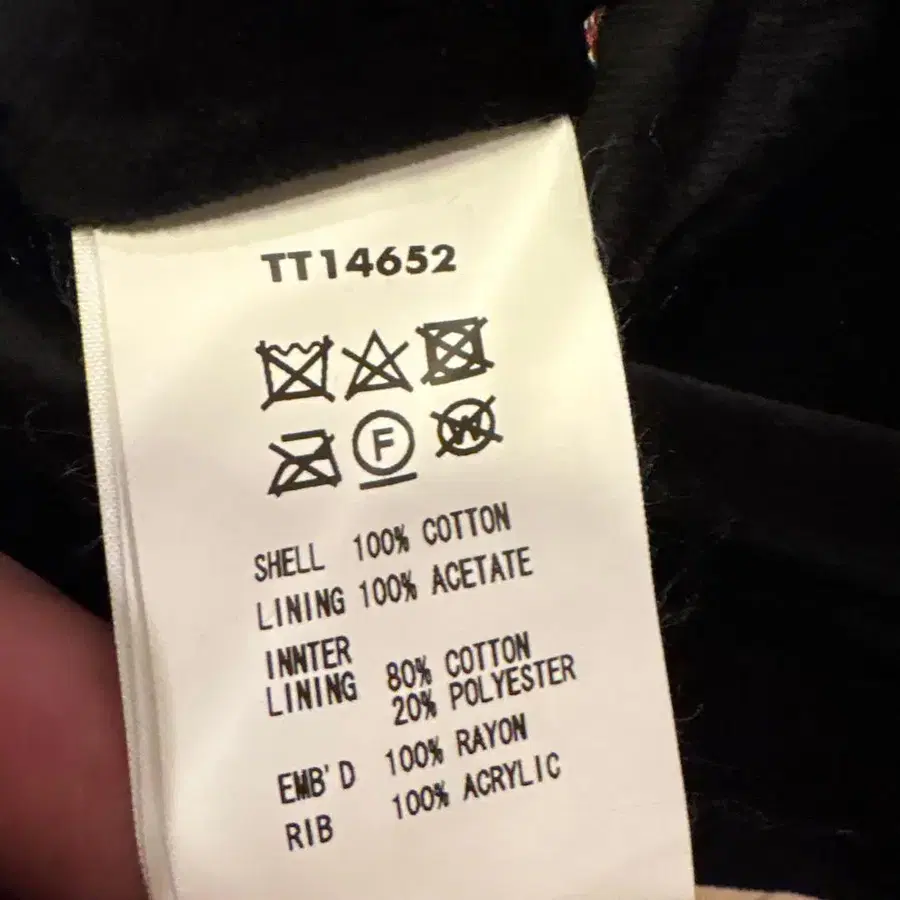 TT14652
F
W
SHELL 100% COTTON
LINING 100% ACETATE
INNTER
LINING 80% COTTON
20% POLYESTER
EMB'D 100% RAYON
RIB 100% ACRYLIC